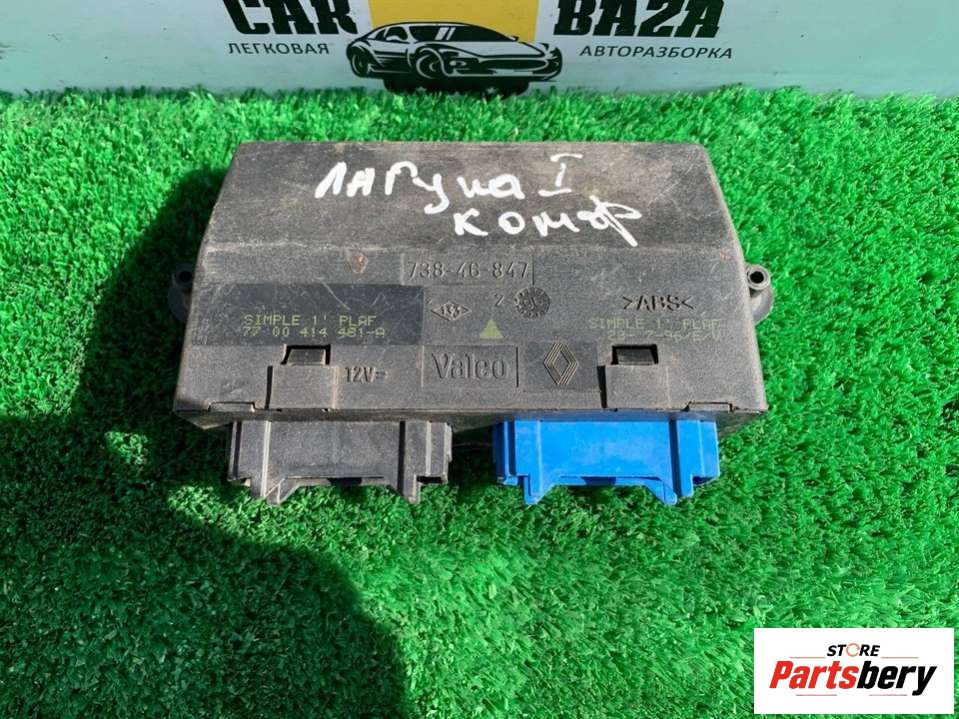 CAR BAZA
ЛЕГКОВАЯ АВТОРАЗБОРКА
Лагуна I
комф
738-46-847
2
>ABS<
SIMPLE 1' PLAF
77 00 414 481-A
SIMPLE 1' PLAF
12V=
Valeo
STORE
Partsbery